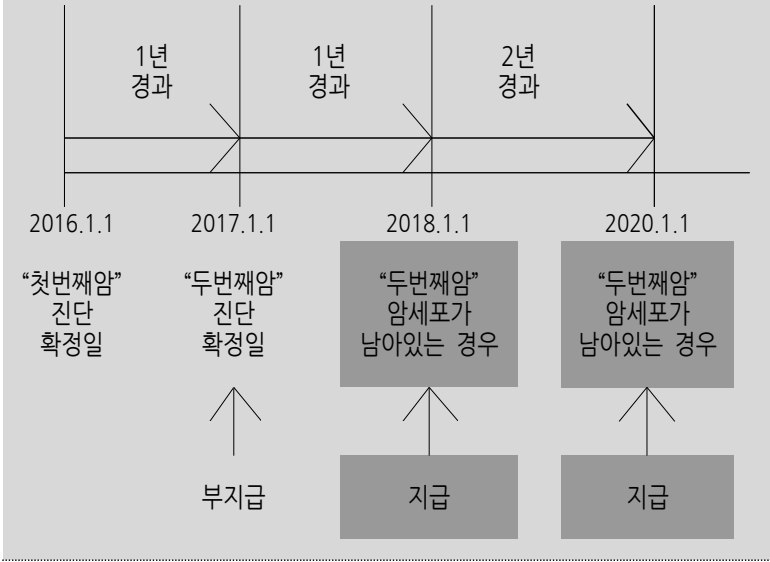 1년
경과
1년
경과
2년
경과
2016.1.1
2017.1.1
2018.1.1
2020.1.1
“첫번째암”
진단
확정일
“두번째암”
진단
확정일
“두번째암”
암세포가
남아있는 경우
“두번째암”
암세포가
남아있는 경우
부지급
지급
지급